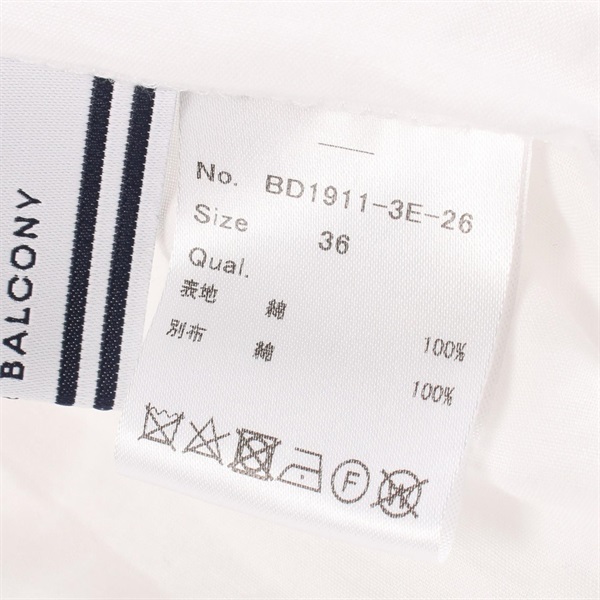 BALCONY
No. BD1911-3E-26
Size 36
Qual.
表地 綿 100%
別布 綿 100%
F
W